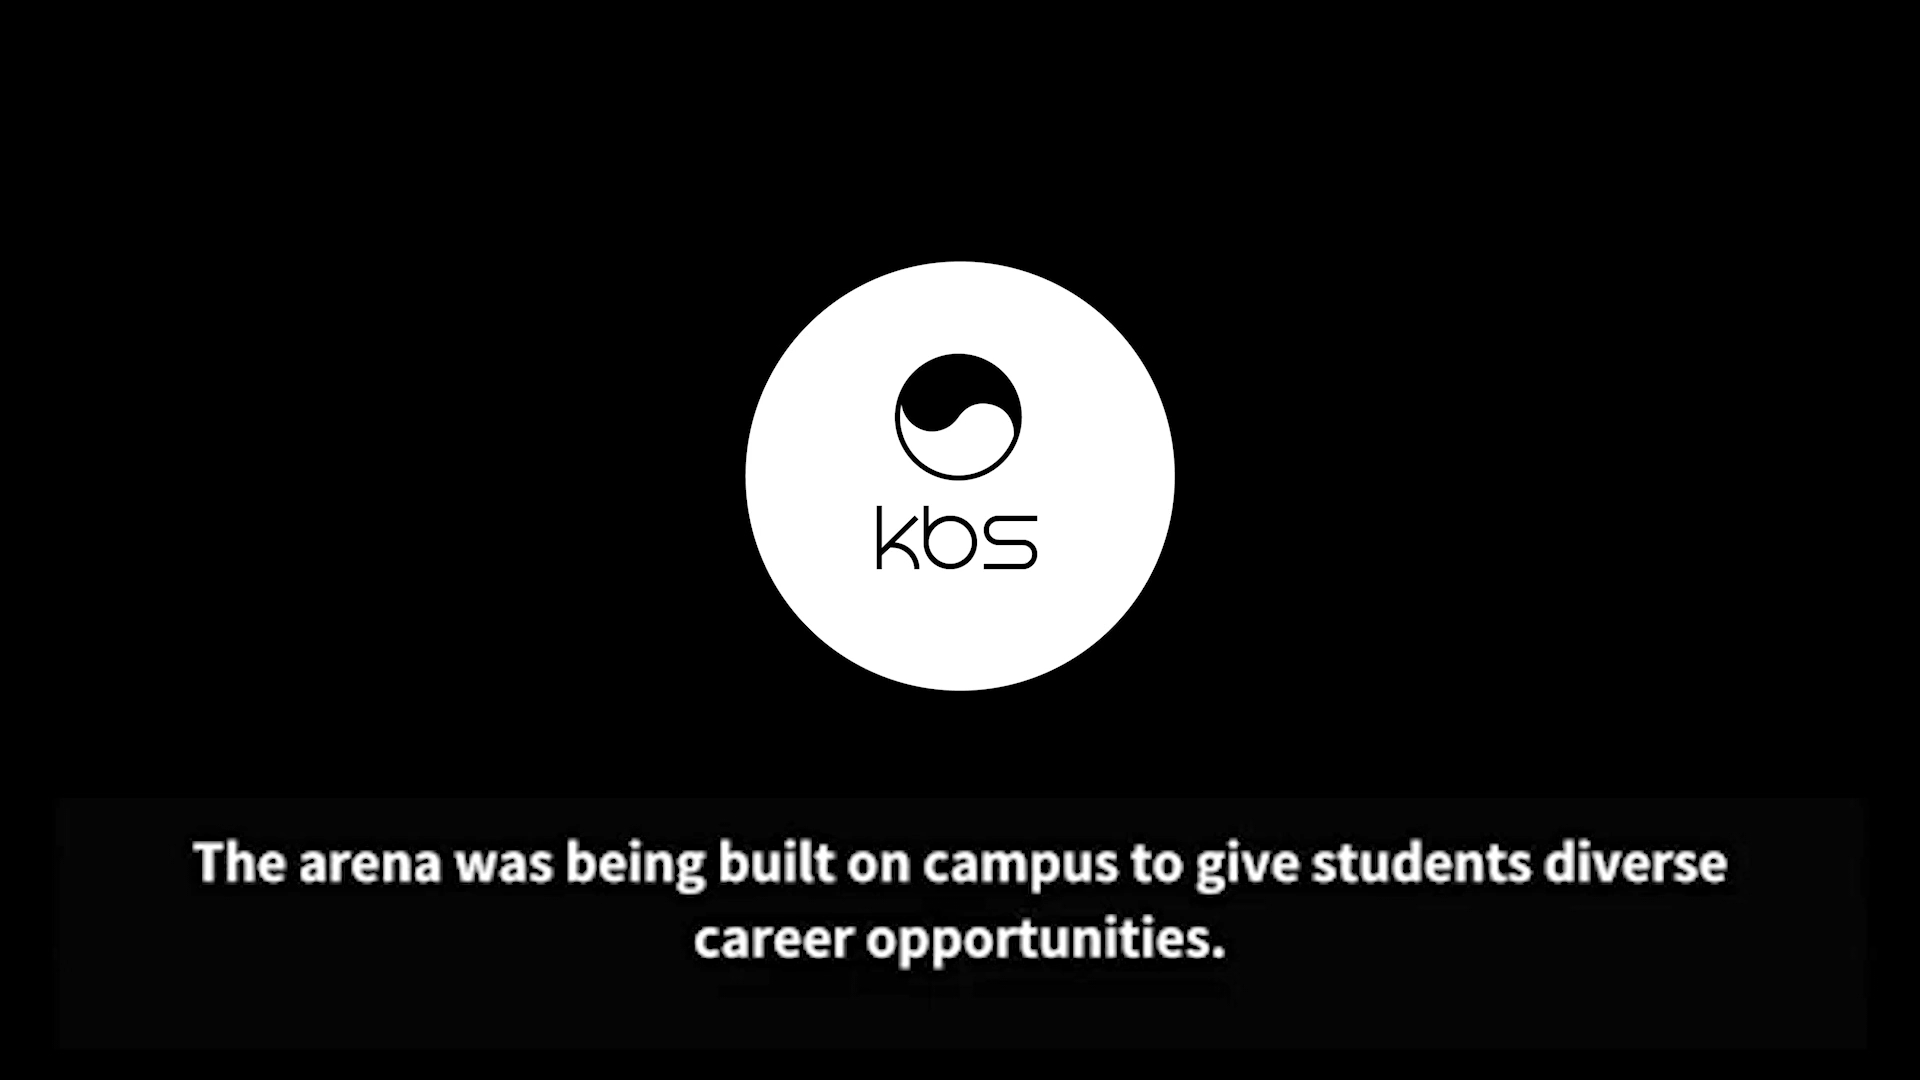 kbs
The arena was being built on campus to give students diverse
career opportunities.